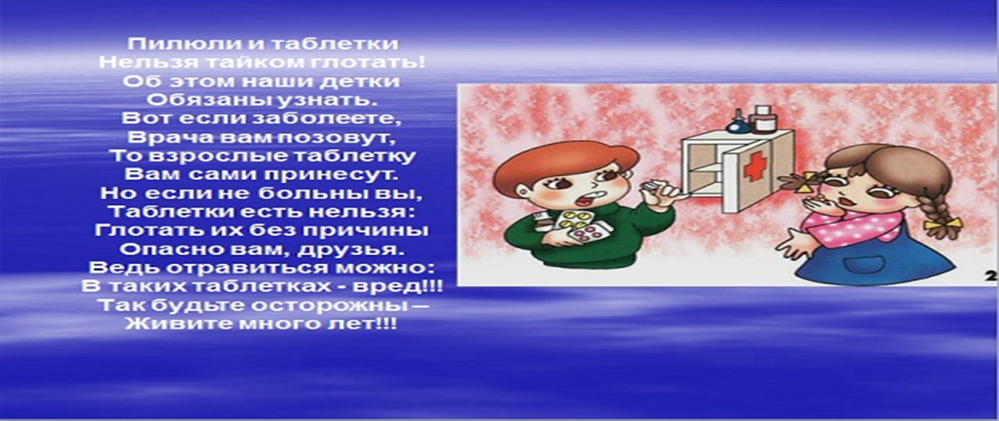 Пилюли и таблетки
Нельзя тайком глотать!
Об этом наши детки
Обязаны узнать.
Вот если заболеете,
Врача вам позовут,
То взрослые таблетку
Вам сами принесут.
Но если не больны вы,
Таблетки есть нельзя:
Глотать их без причины
Опасно вам, друзья.
Ведь отравиться можно:
В таких таблетках - вред!!!
Так будьте осторожны –
Живите много лет!!!
2